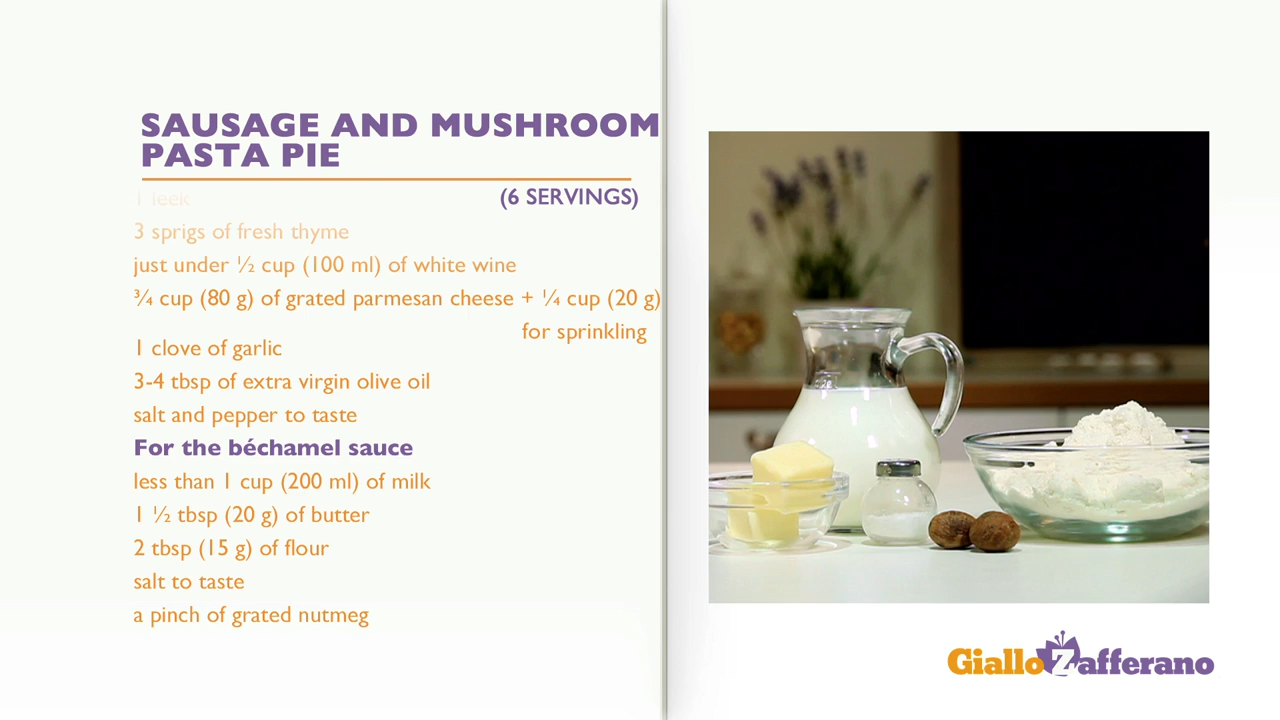 SAUSAGE AND MUSHROOM
PASTA PIE
(6 SERVINGS)
1 leek
3 sprigs of fresh thyme
just under ½ cup (100 ml) of white wine
¾ cup (80 g) of grated parmesan cheese + ¼ cup (20 g)
for sprinkling
1 clove of garlic
3-4 tbsp of extra virgin olive oil
salt and pepper to taste
For the béchamel sauce
less than 1 cup (200 ml) of milk
1 ½ tbsp (20 g) of butter
2 tbsp (15 g) of flour
salt to taste
a pinch of grated nutmeg
GialloZafferano